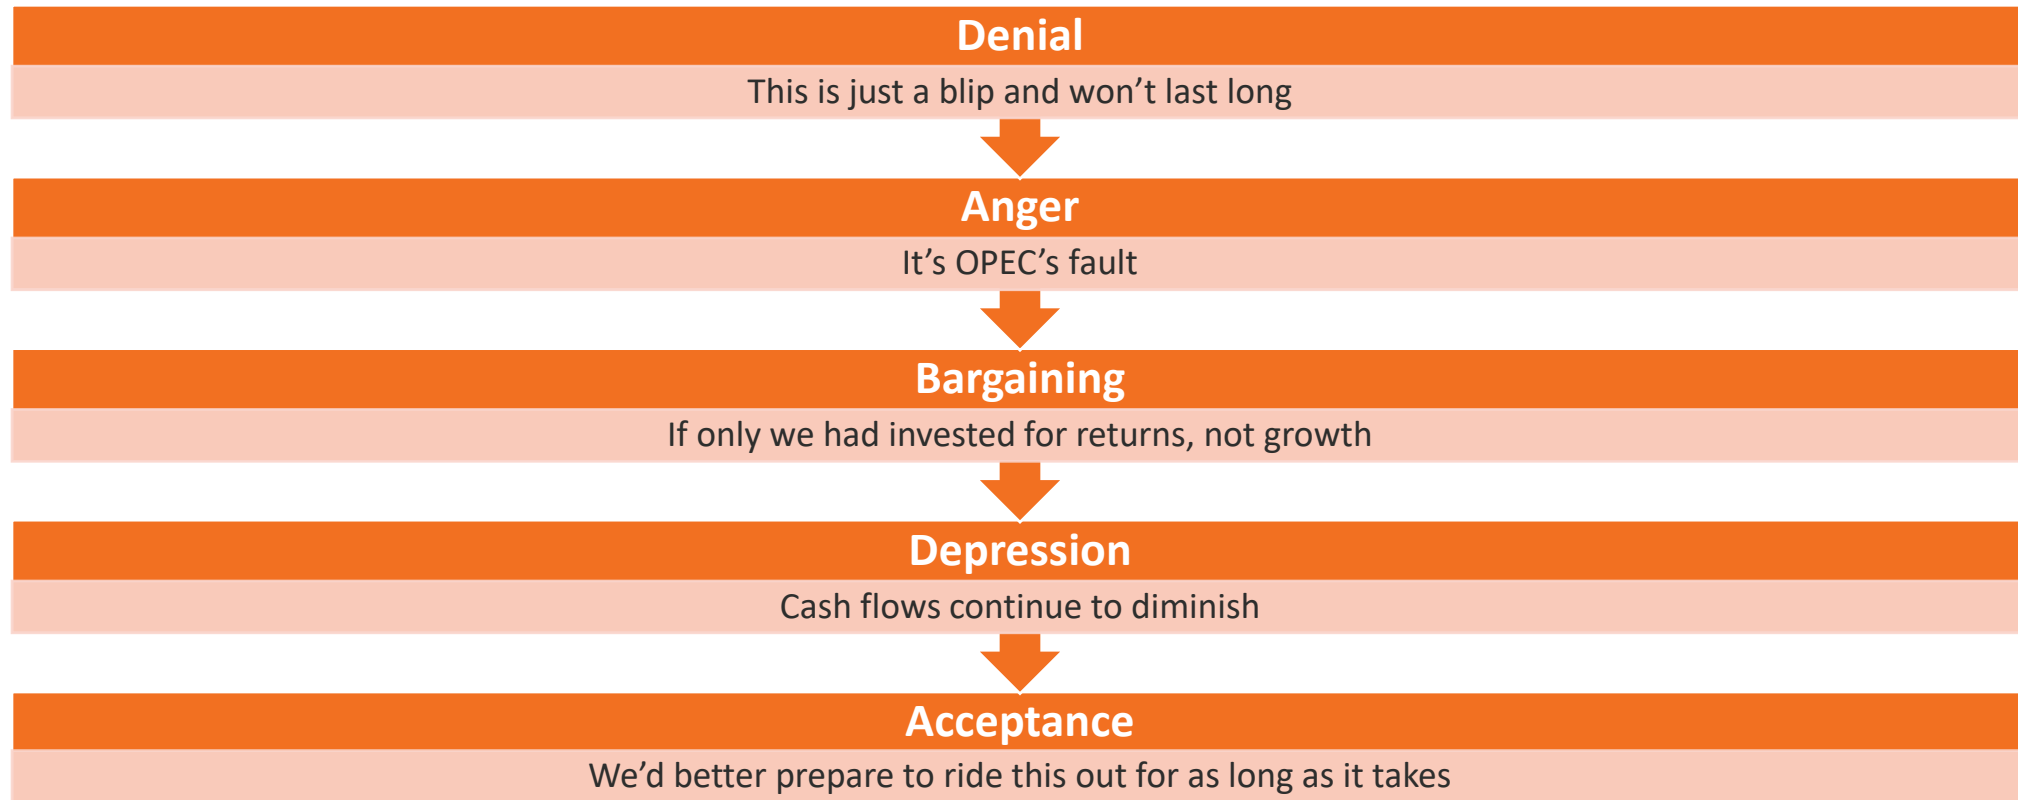 Denial
This is just a blip and won’t last long
Anger
It’s OPEC’s fault
Bargaining
If only we had invested for returns, not growth
Depression
Cash flows continue to diminish
Acceptance
We’d better prepare to ride this out for as long as it takes